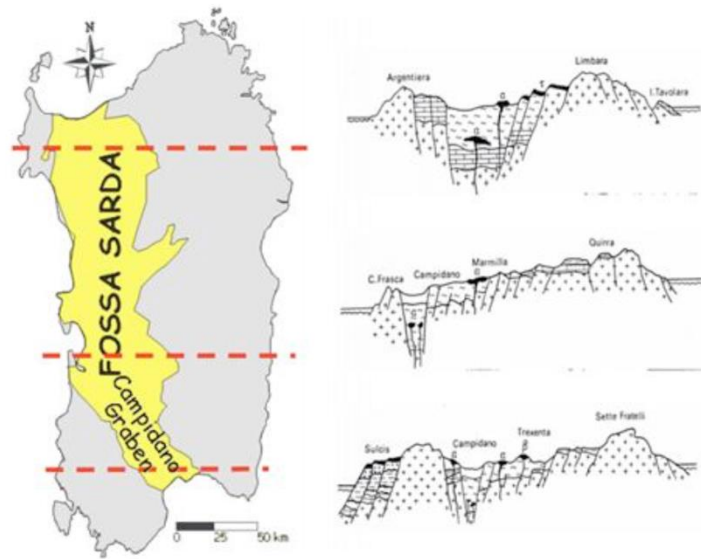 FOSSA SARDA
Campidano
Graben
0 25 50 km
Argentiera
Limbara
I.Tavolara
C.Frasca
Campidano
Marmilla
Quirra
Sulcis
Campidano
Trexenta
Sette Fratelli